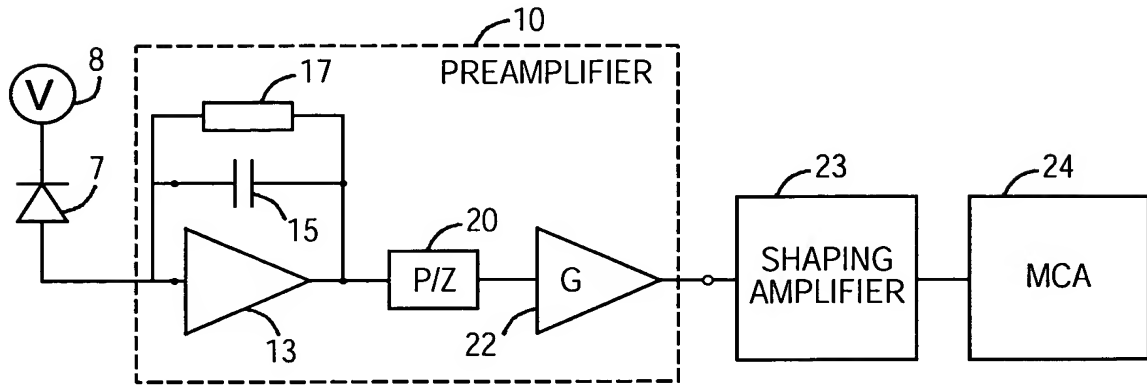 10
PREAMPLIFIER
8
V
17
7
15
20
P/Z
13
G
22
23
SHAPING
AMPLIFIER
24
MCA